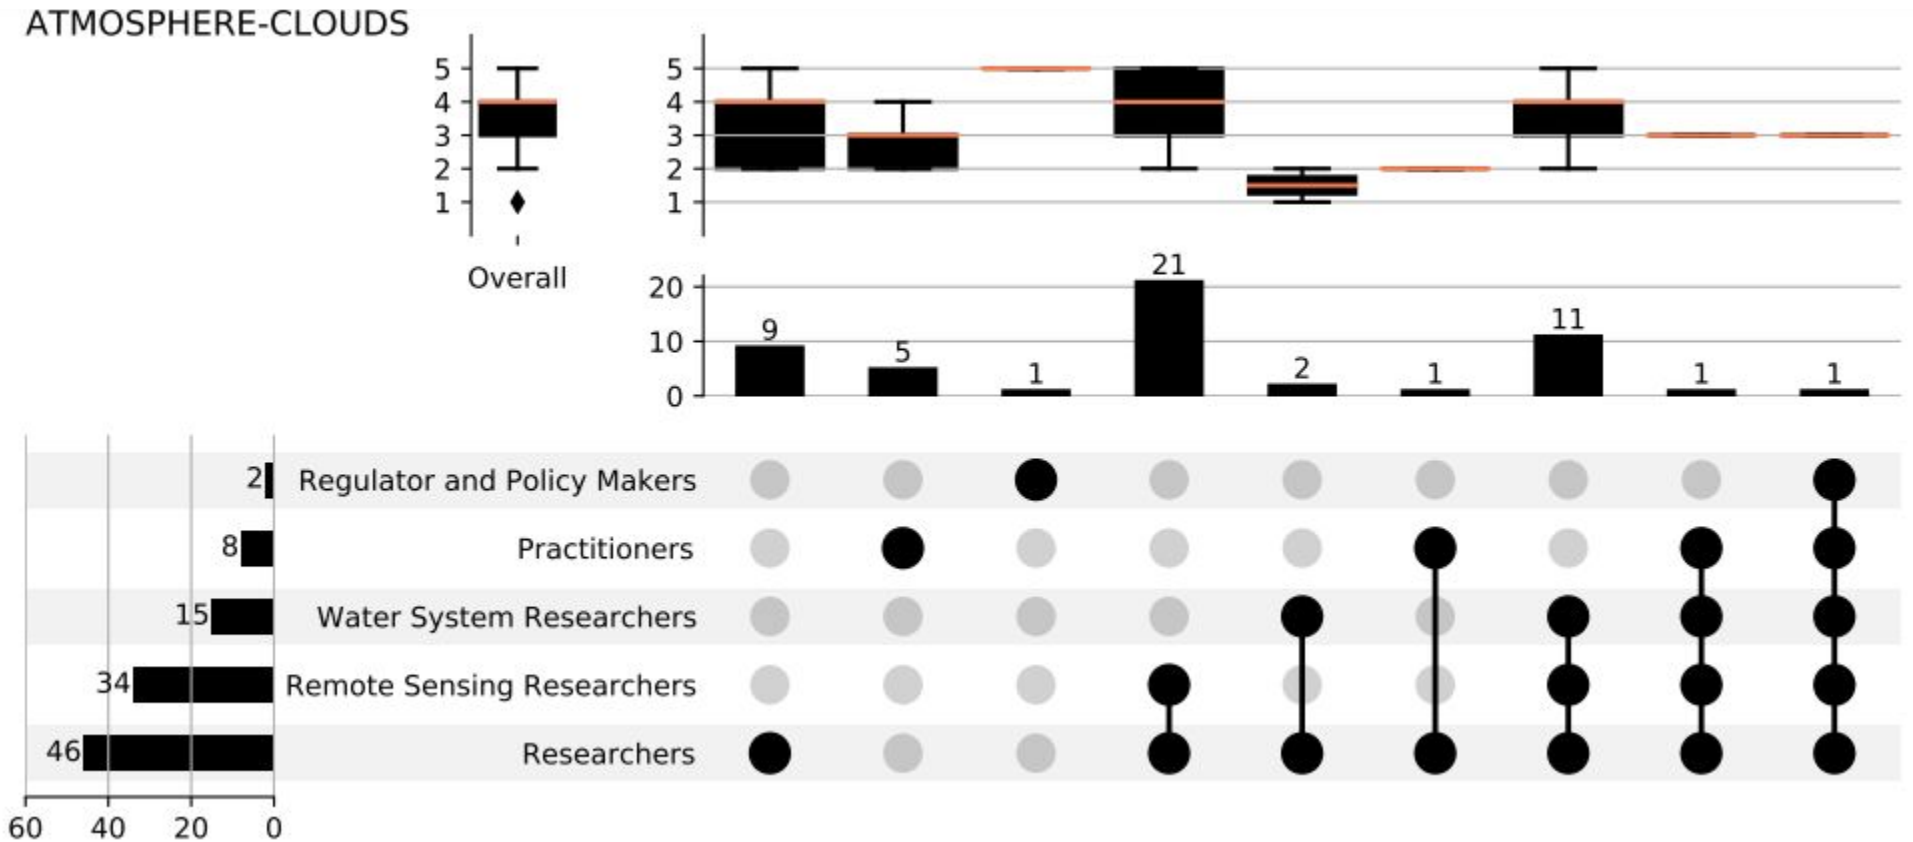 ATMOSPHERE-CLOUDS
5
4
3
2
1
Overall
5
4
3
2
1
20
10
0
9 5 1 21 2 1 11 1 1
2 Regulator and Policy Makers
8 Practitioners
15 Water System Researchers
34 Remote Sensing Researchers
46 Researchers
60 40 20 0